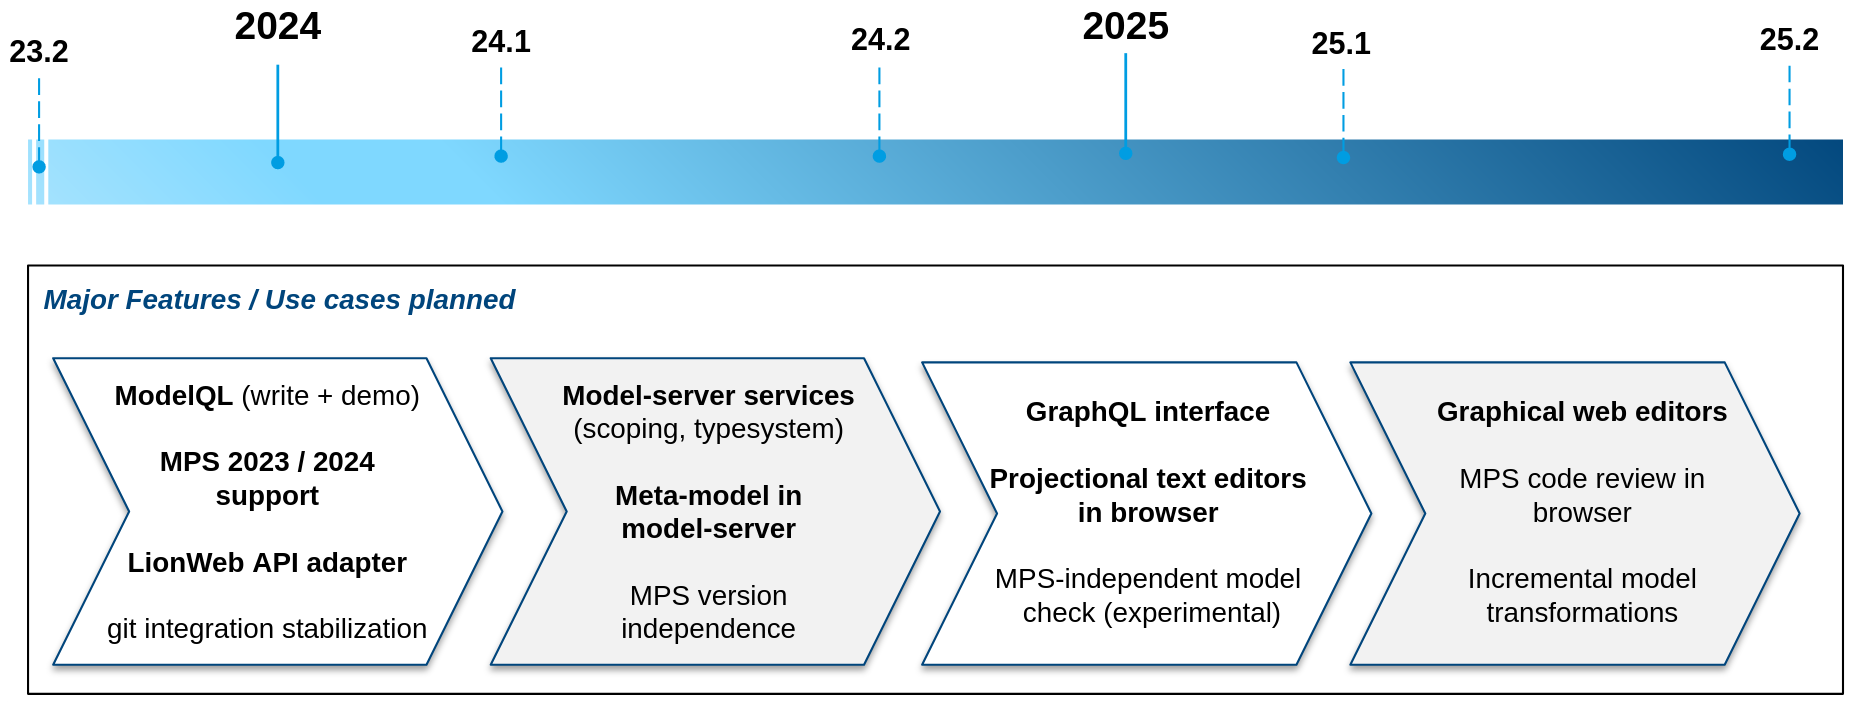 23.2
2024
24.1
24.2
2025
25.1
25.2
Major Features / Use cases planned
ModelQL (write + demo)
MPS 2023 / 2024
support
LionWeb API adapter
git integration stabilization
Model-server services
(scoping, typesystem)
Meta-model in
model-server
MPS version
independence
GraphQL interface
Projectional text editors
in browser
MPS-independent model
check (experimental)
Graphical web editors
MPS code review in
browser
Incremental model
transformations